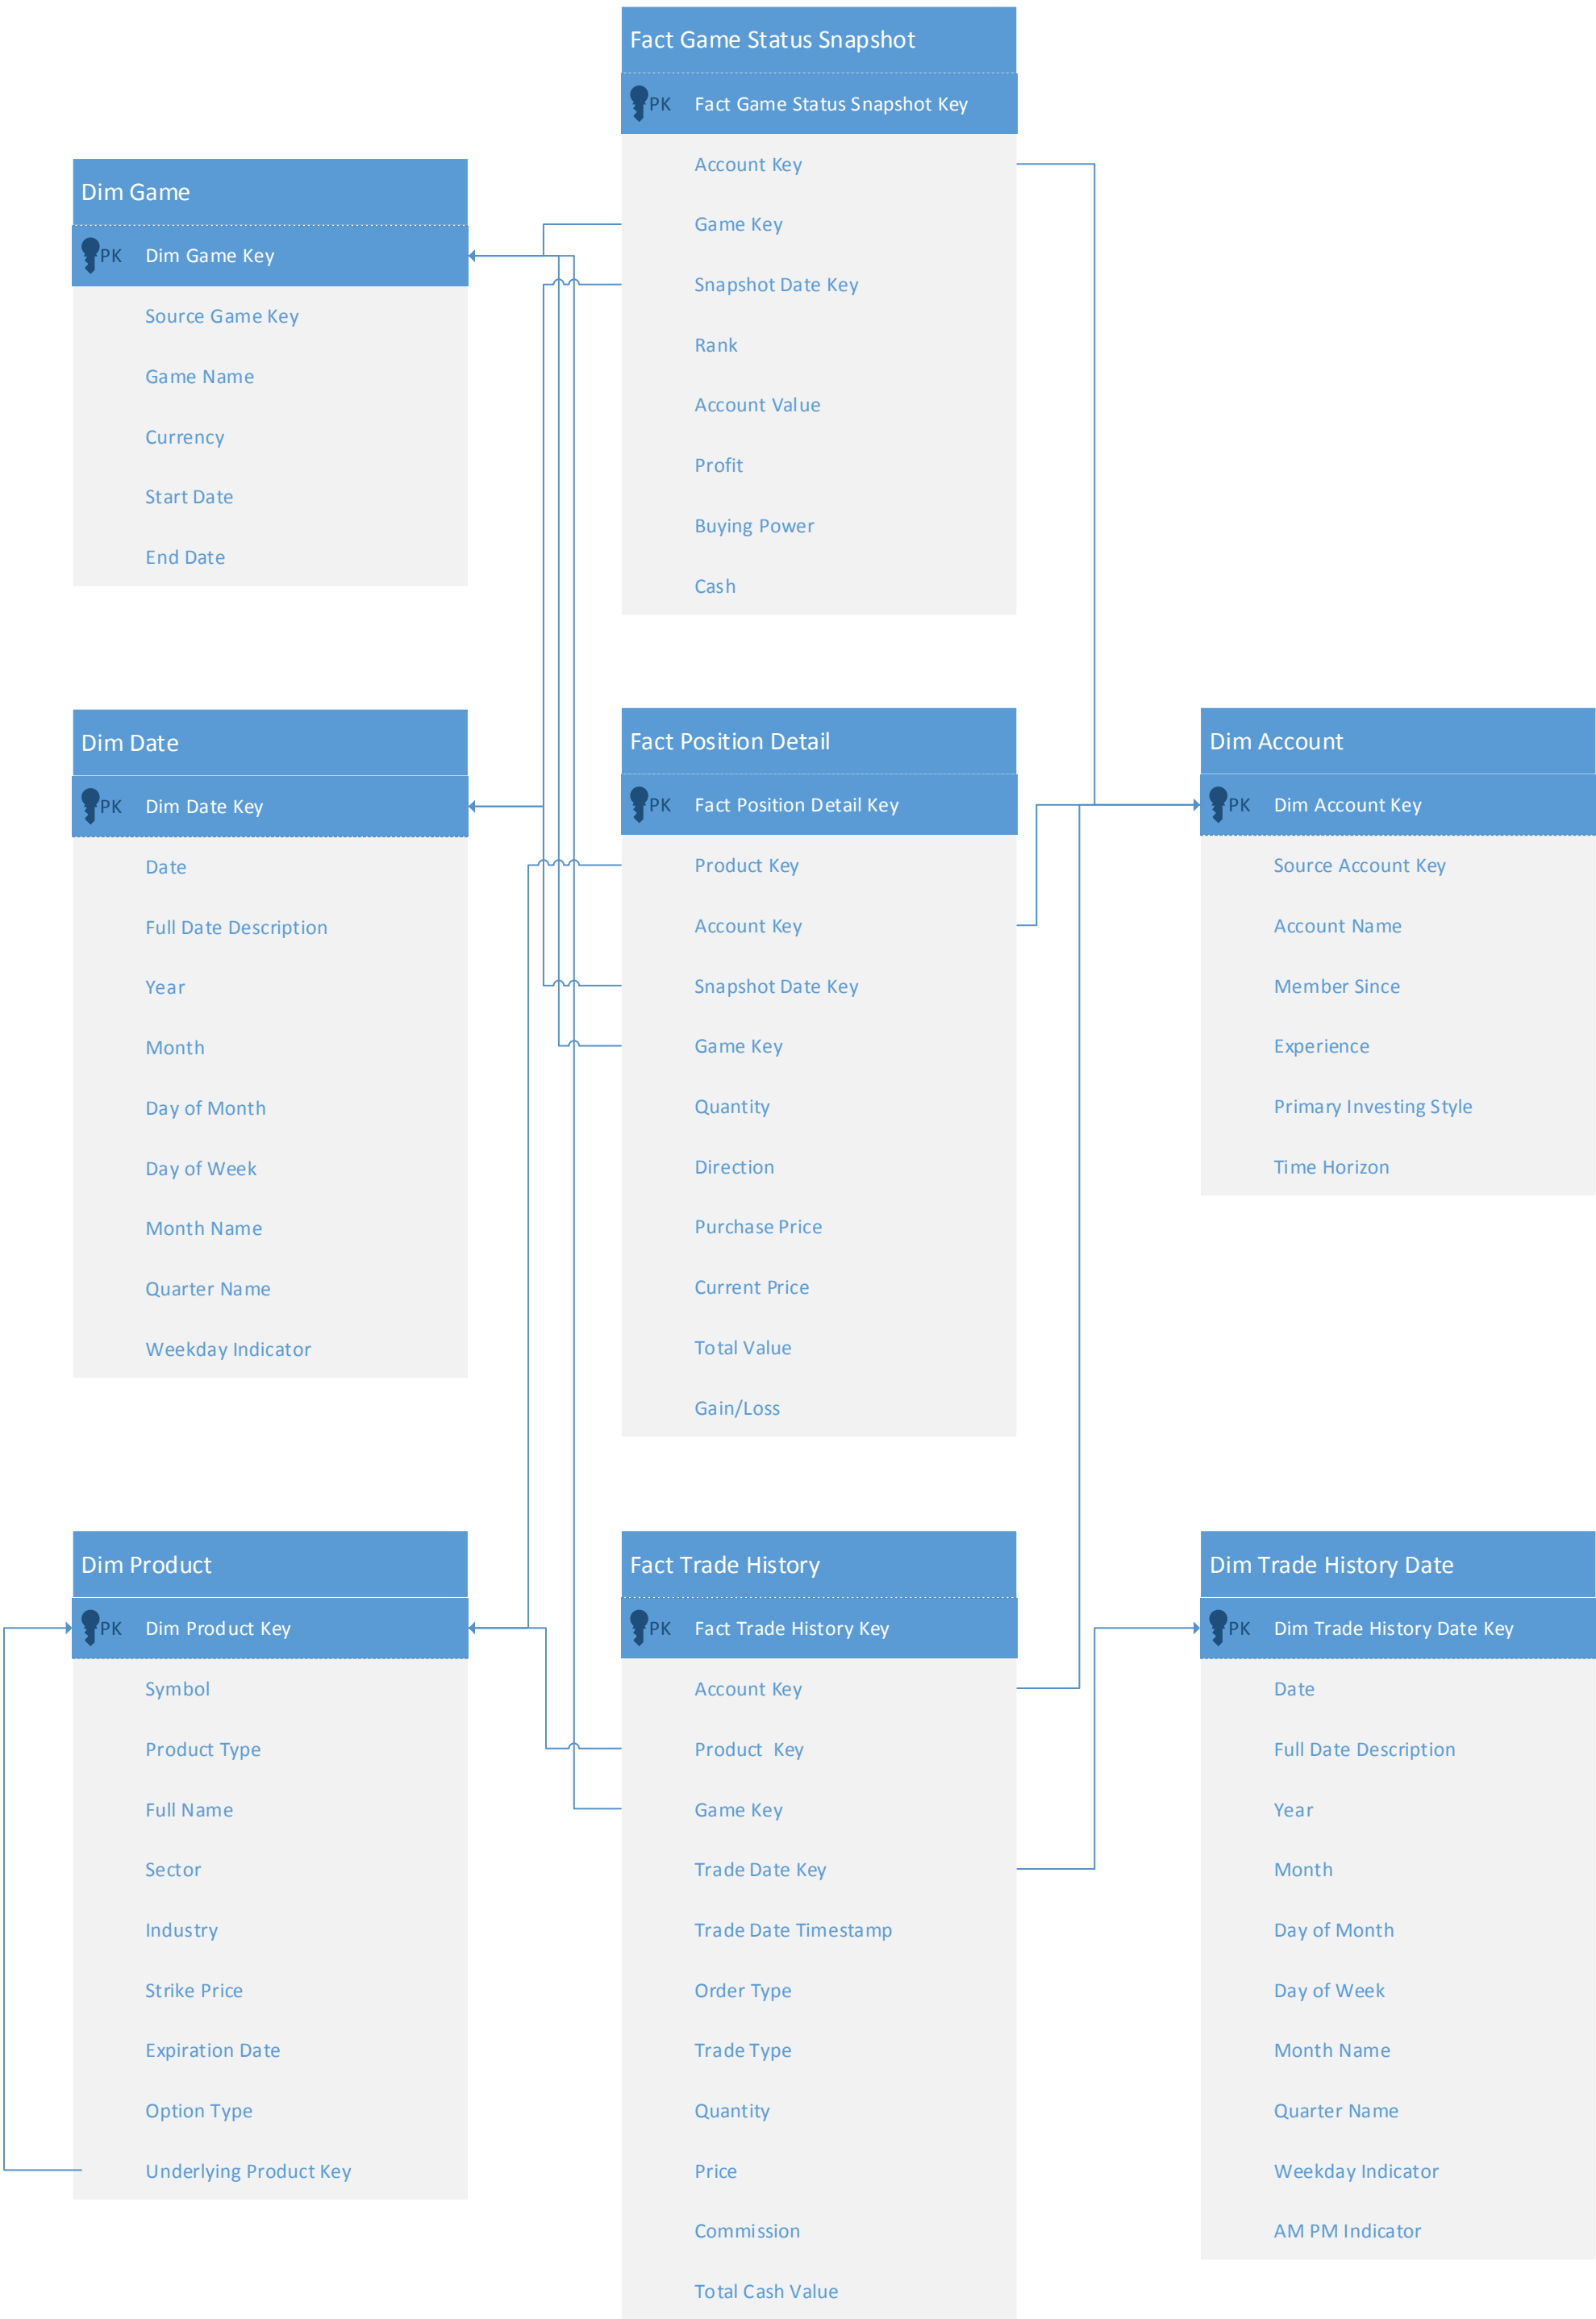 Fact Game Status Snapshot
PK Fact Game Status Snapshot Key
Account Key
Game Key
Snapshot Date Key
Rank
Account Value
Profit
Buying Power
Cash
Dim Game
PK Dim Game Key
Source Game Key
Game Name
Currency
Start Date
End Date
Dim Date
PK Dim Date Key
Date
Full Date Description
Year
Month
Day of Month
Day of Week
Month Name
Quarter Name
Weekday Indicator
Fact Position Detail
PK Fact Position Detail Key
Product Key
Account Key
Snapshot Date Key
Game Key
Quantity
Direction
Purchase Price
Current Price
Total Value
Gain/Loss
Dim Account
PK Dim Account Key
Source Account Key
Account Name
Member Since
Experience
Primary Investing Style
Time Horizon
Dim Product
PK Dim Product Key
Symbol
Product Type
Full Name
Sector
Industry
Strike Price
Expiration Date
Option Type
Underlying Product Key
Fact Trade History
PK Fact Trade History Key
Account Key
Product Key
Game Key
Trade Date Key
Trade Date Timestamp
Order Type
Trade Type
Quantity
Price
Commission
Total Cash Value
Dim Trade History Date
PK Dim Trade History Date Key
Date
Full Date Description
Year
Month
Day of Month
Day of Week
Month Name
Quarter Name
Weekday Indicator
AM PM Indicator